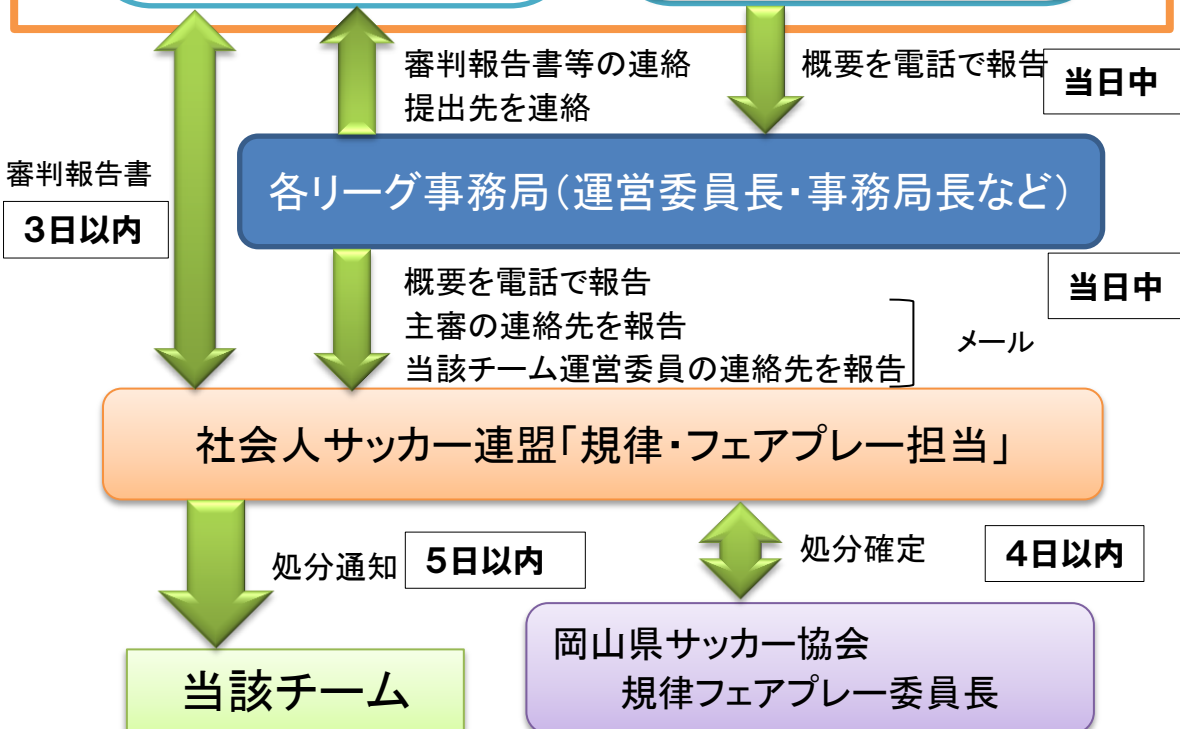 審判報告書等の連絡
提出先を連絡
概要を電話で報告
当日中
審判報告書
3日以内
各リーグ事務局(運営委員長・事務局長など)
概要を電話で報告
主審の連絡先を報告
当該チーム運営委員の連絡先を報告
メール
当日中
社会人サッカー連盟「規律・フェアプレー担当」
処分通知
5日以内
処分確定
4日以内
当該チーム
岡山県サッカー協会
規律フェアプレー委員長